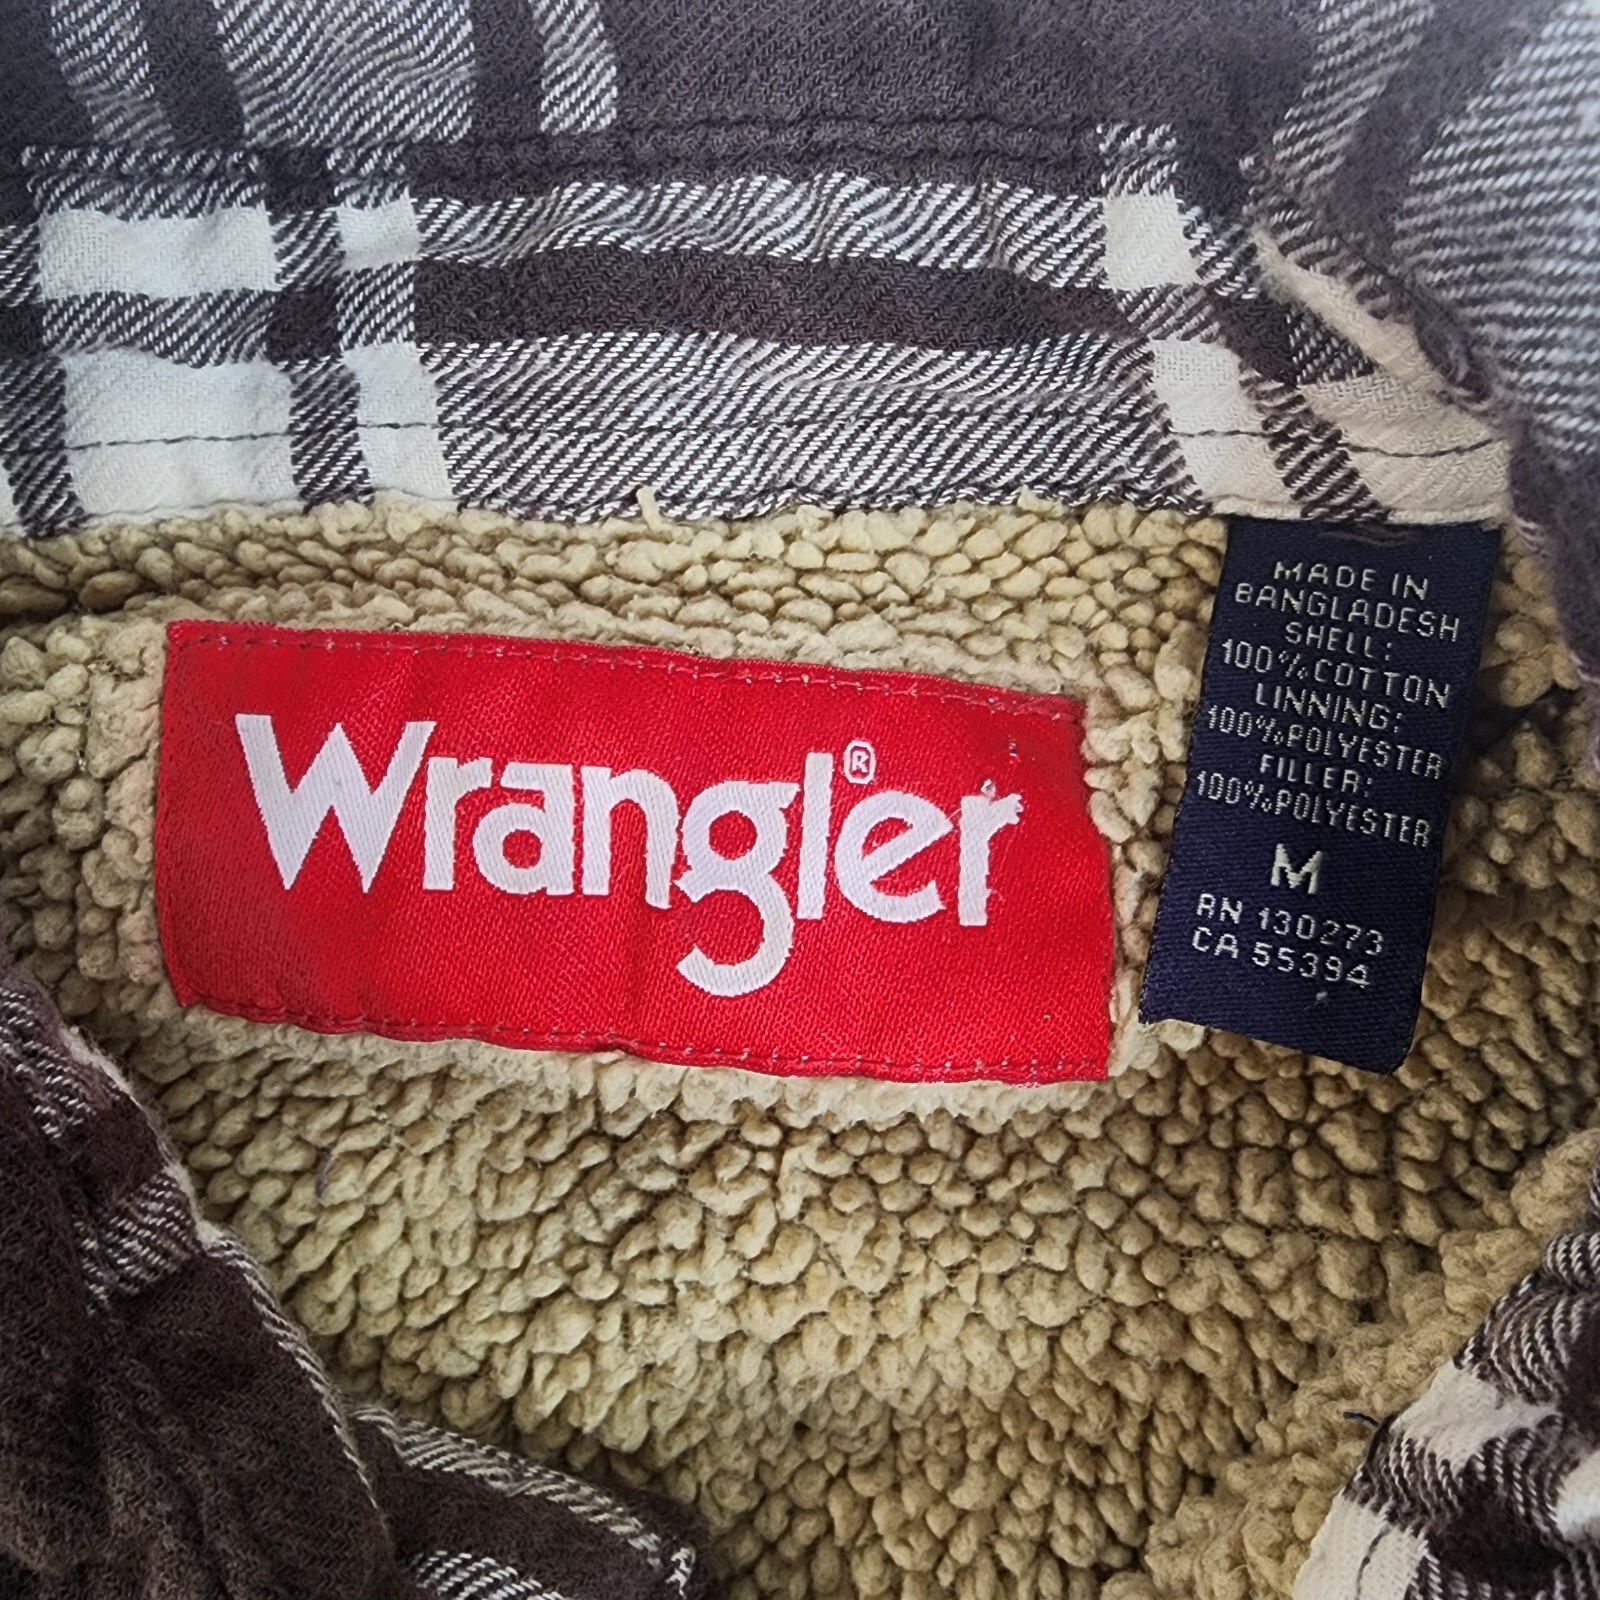 Wrangler®
MADE IN
BANGLADESH
SHELL:
100%COTTON
LINNING:
100%POLYESTER
FILLER:
100%POLYESTER
M
RN 130273
CA 55394